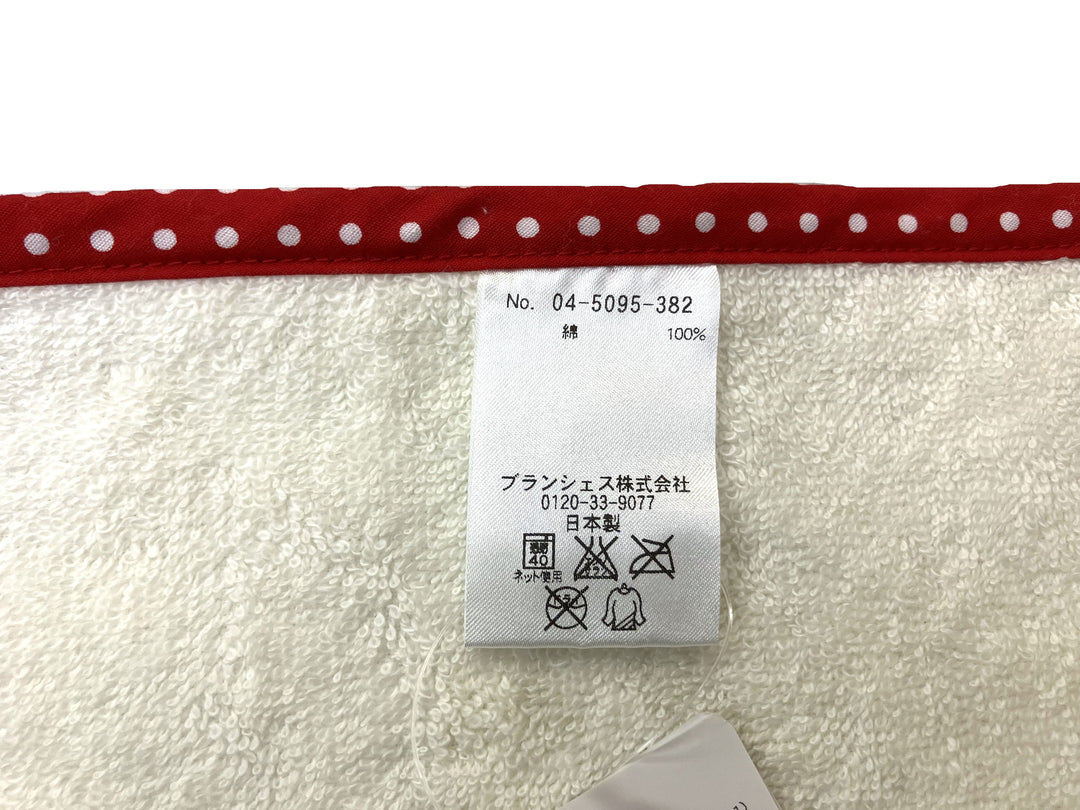 No. 04-5095-382
綿 100%
ブランシェス株式会社
0120-33-9077
日本製
40
ネット使用